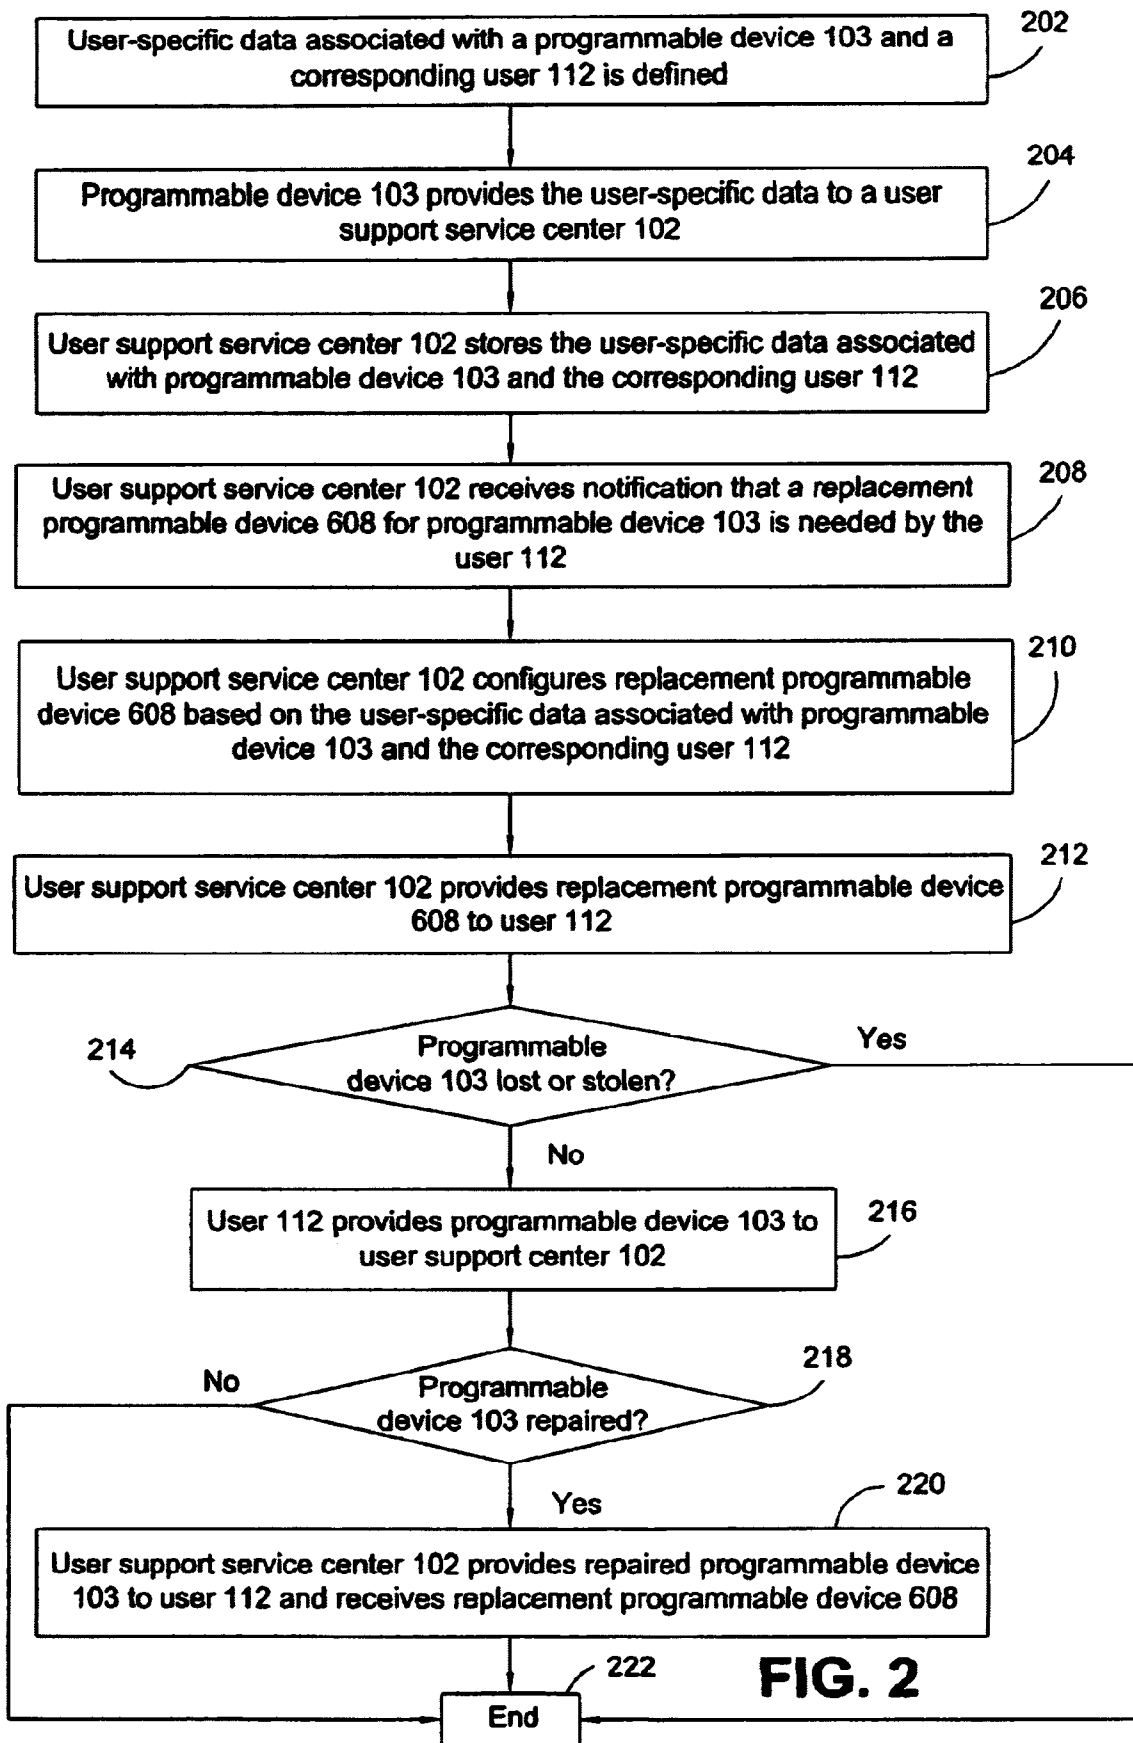 User-specific data associated with a programmable device 103 and a
corresponding user 112 is defined
202
Programmable device 103 provides the user-specific data to a user
support service center 102
204
User support service center 102 stores the user-specific data associated
with programmable device 103 and the corresponding user 112
206
User support service center 102 receives notification that a replacement
programmable device 608 for programmable device 103 is needed by the
user 112
208
User support service center 102 configures replacement programmable
device 608 based on the user-specific data associated with programmable
device 103 and the corresponding user 112
210
User support service center 102 provides replacement programmable device
608 to user 112
212
214
Programmable
device 103 lost or stolen?
Yes
No
User 112 provides programmable device 103 to
user support center 102
216
No
Programmable
device 103 repaired?
218
Yes
220
User support service center 102 provides repaired programmable device
103 to user 112 and receives replacement programmable device 608
222
End
FIG. 2